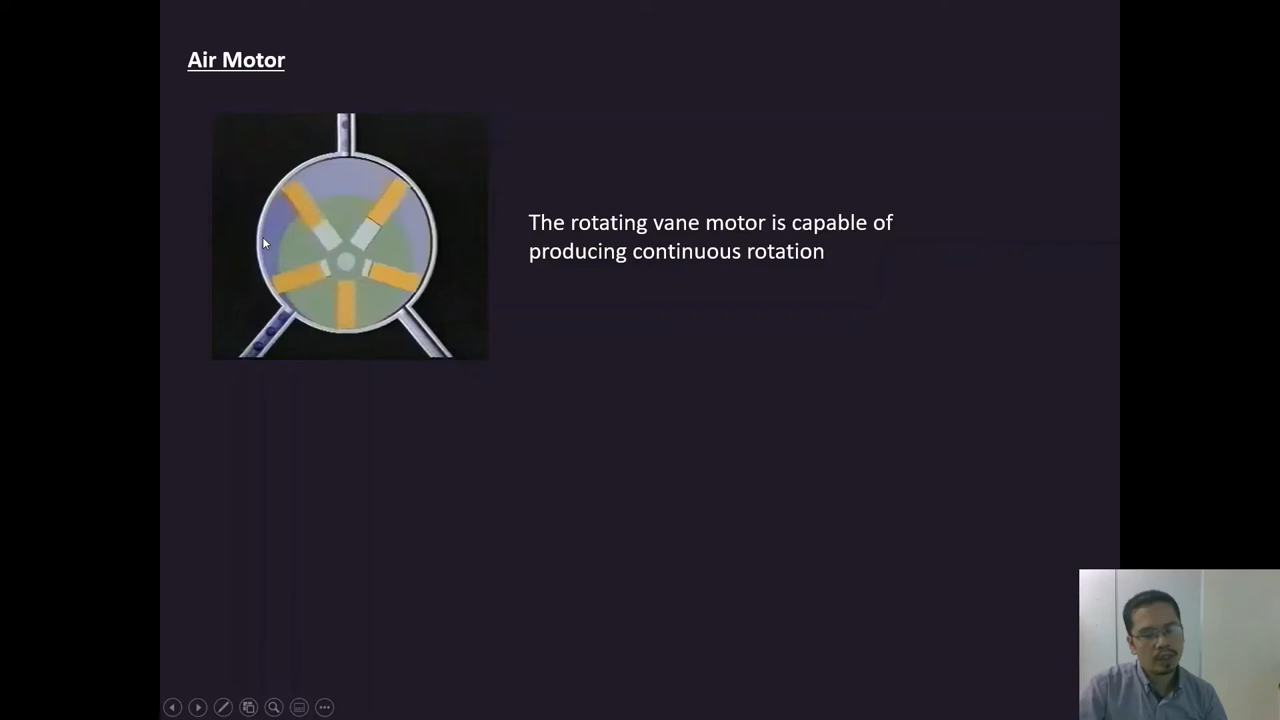 Air Motor
The rotating vane motor is capable of
producing continuous rotation